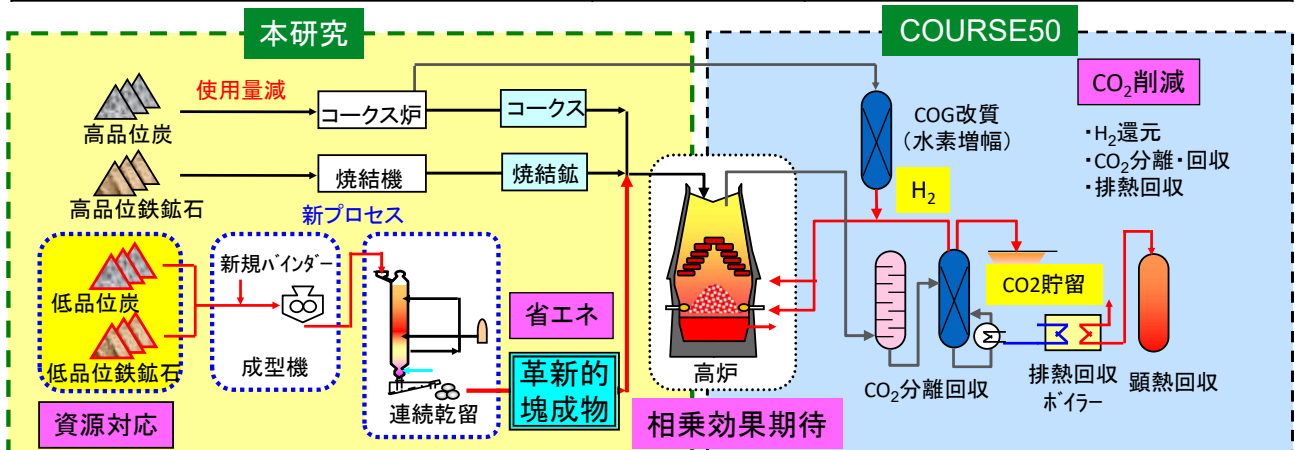 本研究
COURSE50
使用量減
高品位炭
コークス炉
コークス
COG改質
(水素増幅)
CO₂削減
・H₂還元
・CO₂分離・回収
・排熱回収
高品位鉄鉱石
焼結機
焼結鉱
H₂
新プロセス
低品位炭
低品位鉄鉱石
新規ﾊﾞｲﾝﾀﾞｰ
成型機
連続乾留
省エネ
革新的
塊成物
高炉
CO2貯留
CO₂分離回収
排熱回収
ﾎﾞｲﾗｰ
顕熱回収
資源対応
相乗効果期待